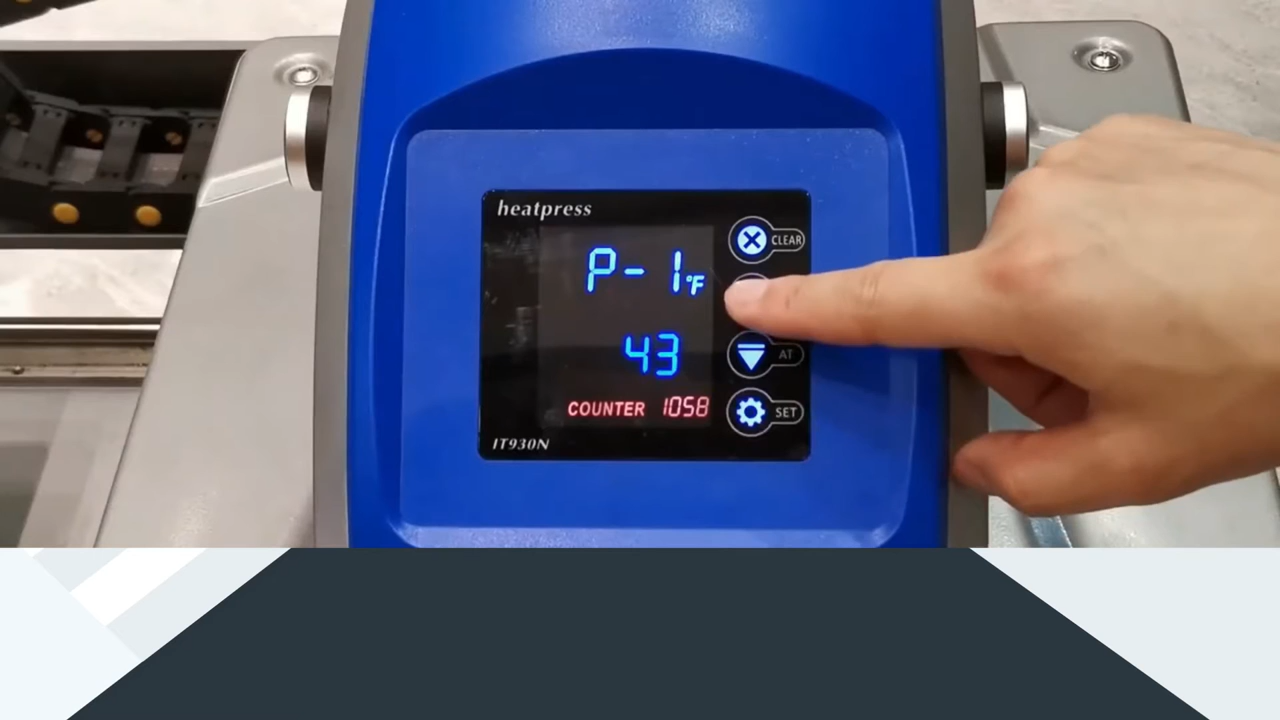 heatpress
CLEAR
P-1°F
43
AT
COUNTER 1058
SET
IT930N